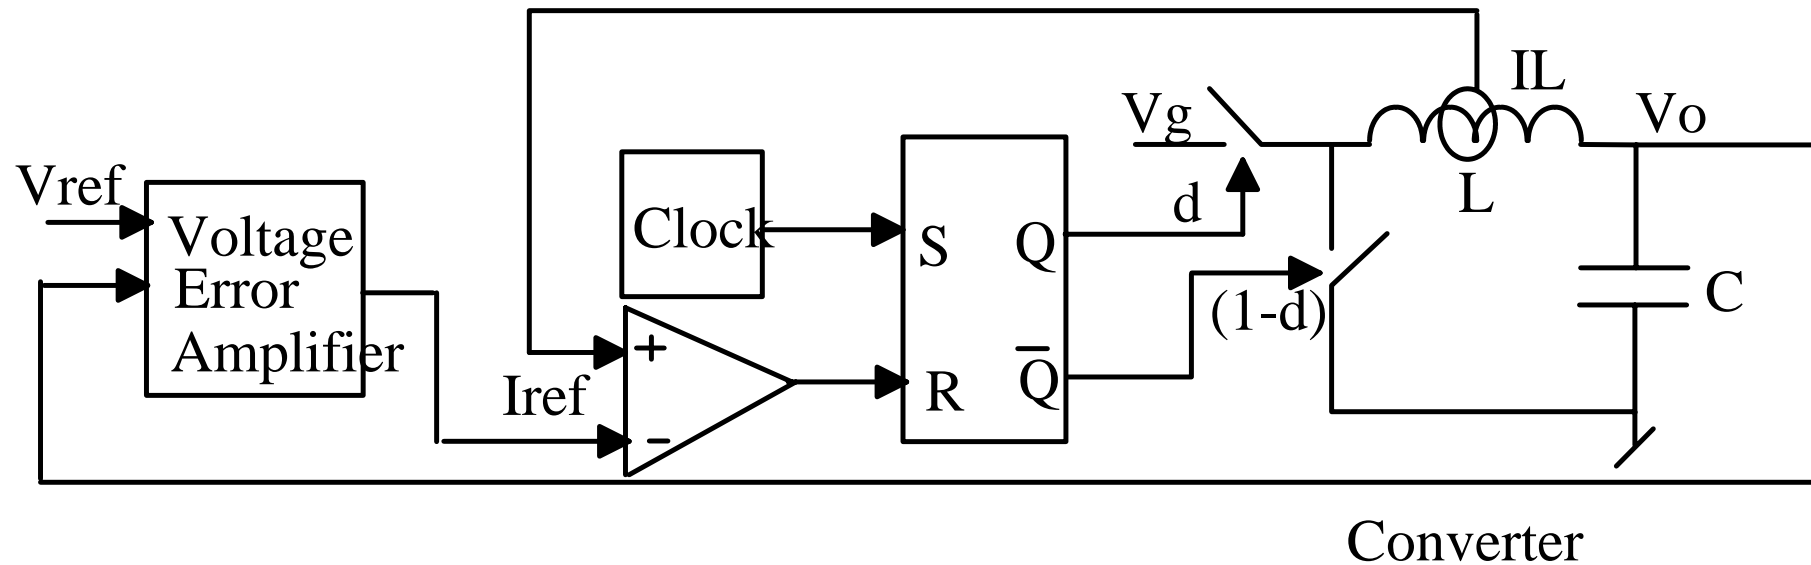 IL
Vg
Vo
Vref
Voltage
Error
Amplifier
Clock
S
Q
d
L
(1-d)
C
+
Iref
R
Q̅
-
Converter